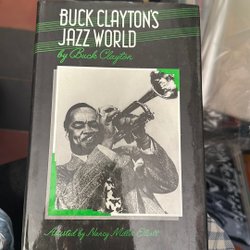 BUCK CLAYTON'S
JAZZ WORLD
by Buck Clayton
Assisted by Nancy Miller Elliott